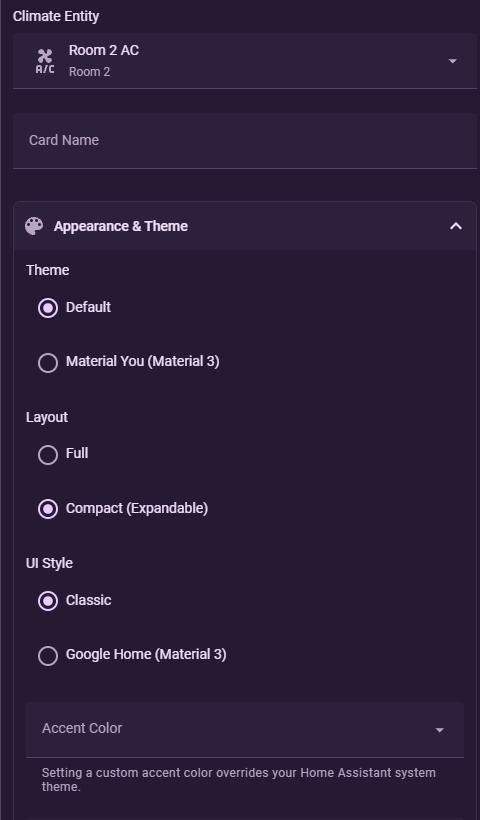 Climate Entity
A/C
Room 2 AC
Room 2
Card Name
Appearance & Theme
Theme
Default
Material You (Material 3)
Layout
Full
Compact (Expandable)
UI Style
Classic
Google Home (Material 3)
Accent Color
Setting a custom accent color overrides your Home Assistant system
theme.